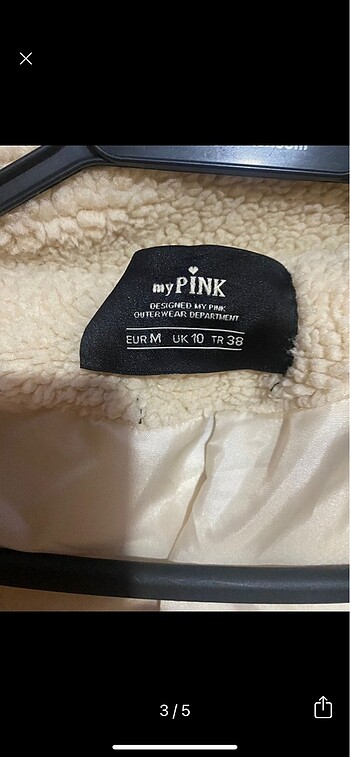 myPINK
DESIGNED MY PINK
OUTERWEAR DEPARTMENT
EUR M UK 10 TR 38
3 / 5